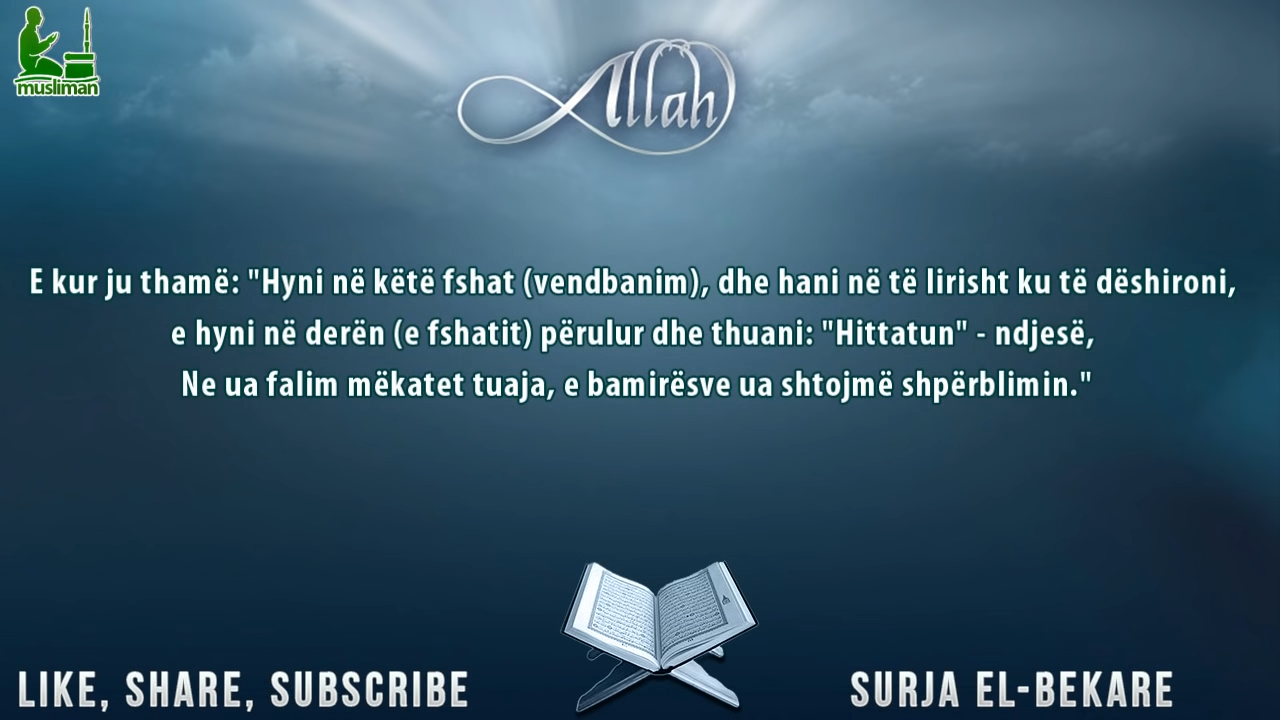 musliman
Allah
E kur ju thamë: "Hyni në këtë fshat (vendbanim), dhe hani në të lirisht ku të dëshironi,
e hyni në derën (e fshatit) përulur dhe thuani: "Hittatun" - ndjesë,
Ne ua falim mëkatet tuaja, e bamirësve ua shtojmë shpërblimin."
LIKE, SHARE, SUBSCRIBE
SURJA EL-BEKARE